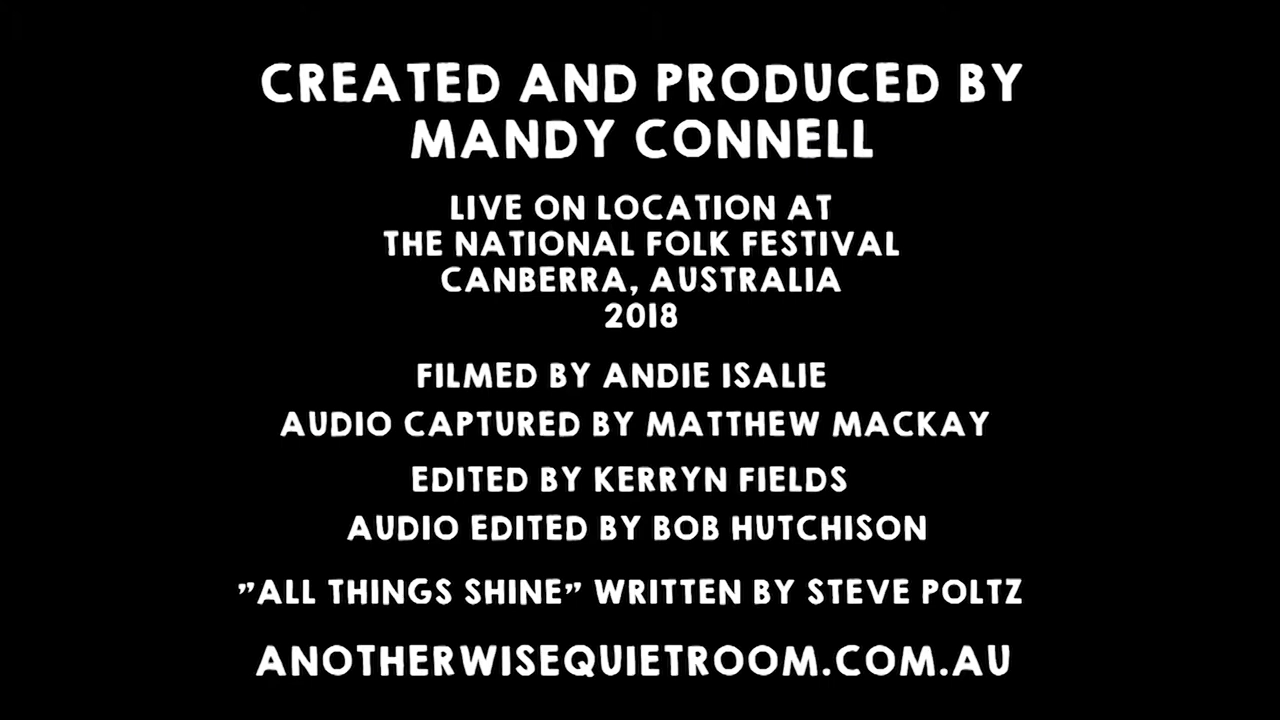 CREATED AND PRODUCED BY
MANDY CONNELL
LIVE ON LOCATION AT
THE NATIONAL FOLK FESTIVAL
CANBERRA, AUSTRALIA
2018
FILMED BY ANDIE ISALIE
AUDIO CAPTURED BY MATTHEW MACKAY
EDITED BY KERRYN FIELDS
AUDIO EDITED BY BOB HUTCHISON
”ALL THINGS SHINE” WRITTEN BY STEVE POLTZ
ANOTHERWISEQUIETROOM.COM.AU